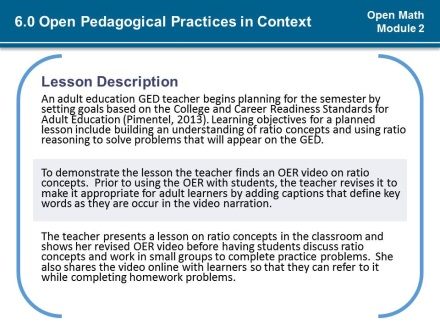 6.0 Open Pedagogical Practices in Context
Open Math
Module 2
Lesson Description
An adult education GED teacher begins planning for the semester by
setting goals based on the College and Career Readiness Standards for
Adult Education (Pimentel, 2013). Learning objectives for a planned
lesson include building an understanding of ratio concepts and using ratio
reasoning to solve problems that will appear on the GED.
To demonstrate the lesson the teacher finds an OER video on ratio
concepts. Prior to using the OER with students, the teacher revises it to
make it appropriate for adult learners by adding captions that define key
words as they are occur in the video narration.
The teacher presents a lesson on ratio concepts in the classroom and
shows her revised OER video before having students discuss ratio
concepts and work in small groups to complete practice problems. She
also shares the video online with learners so that they can refer to it
while completing homework problems.